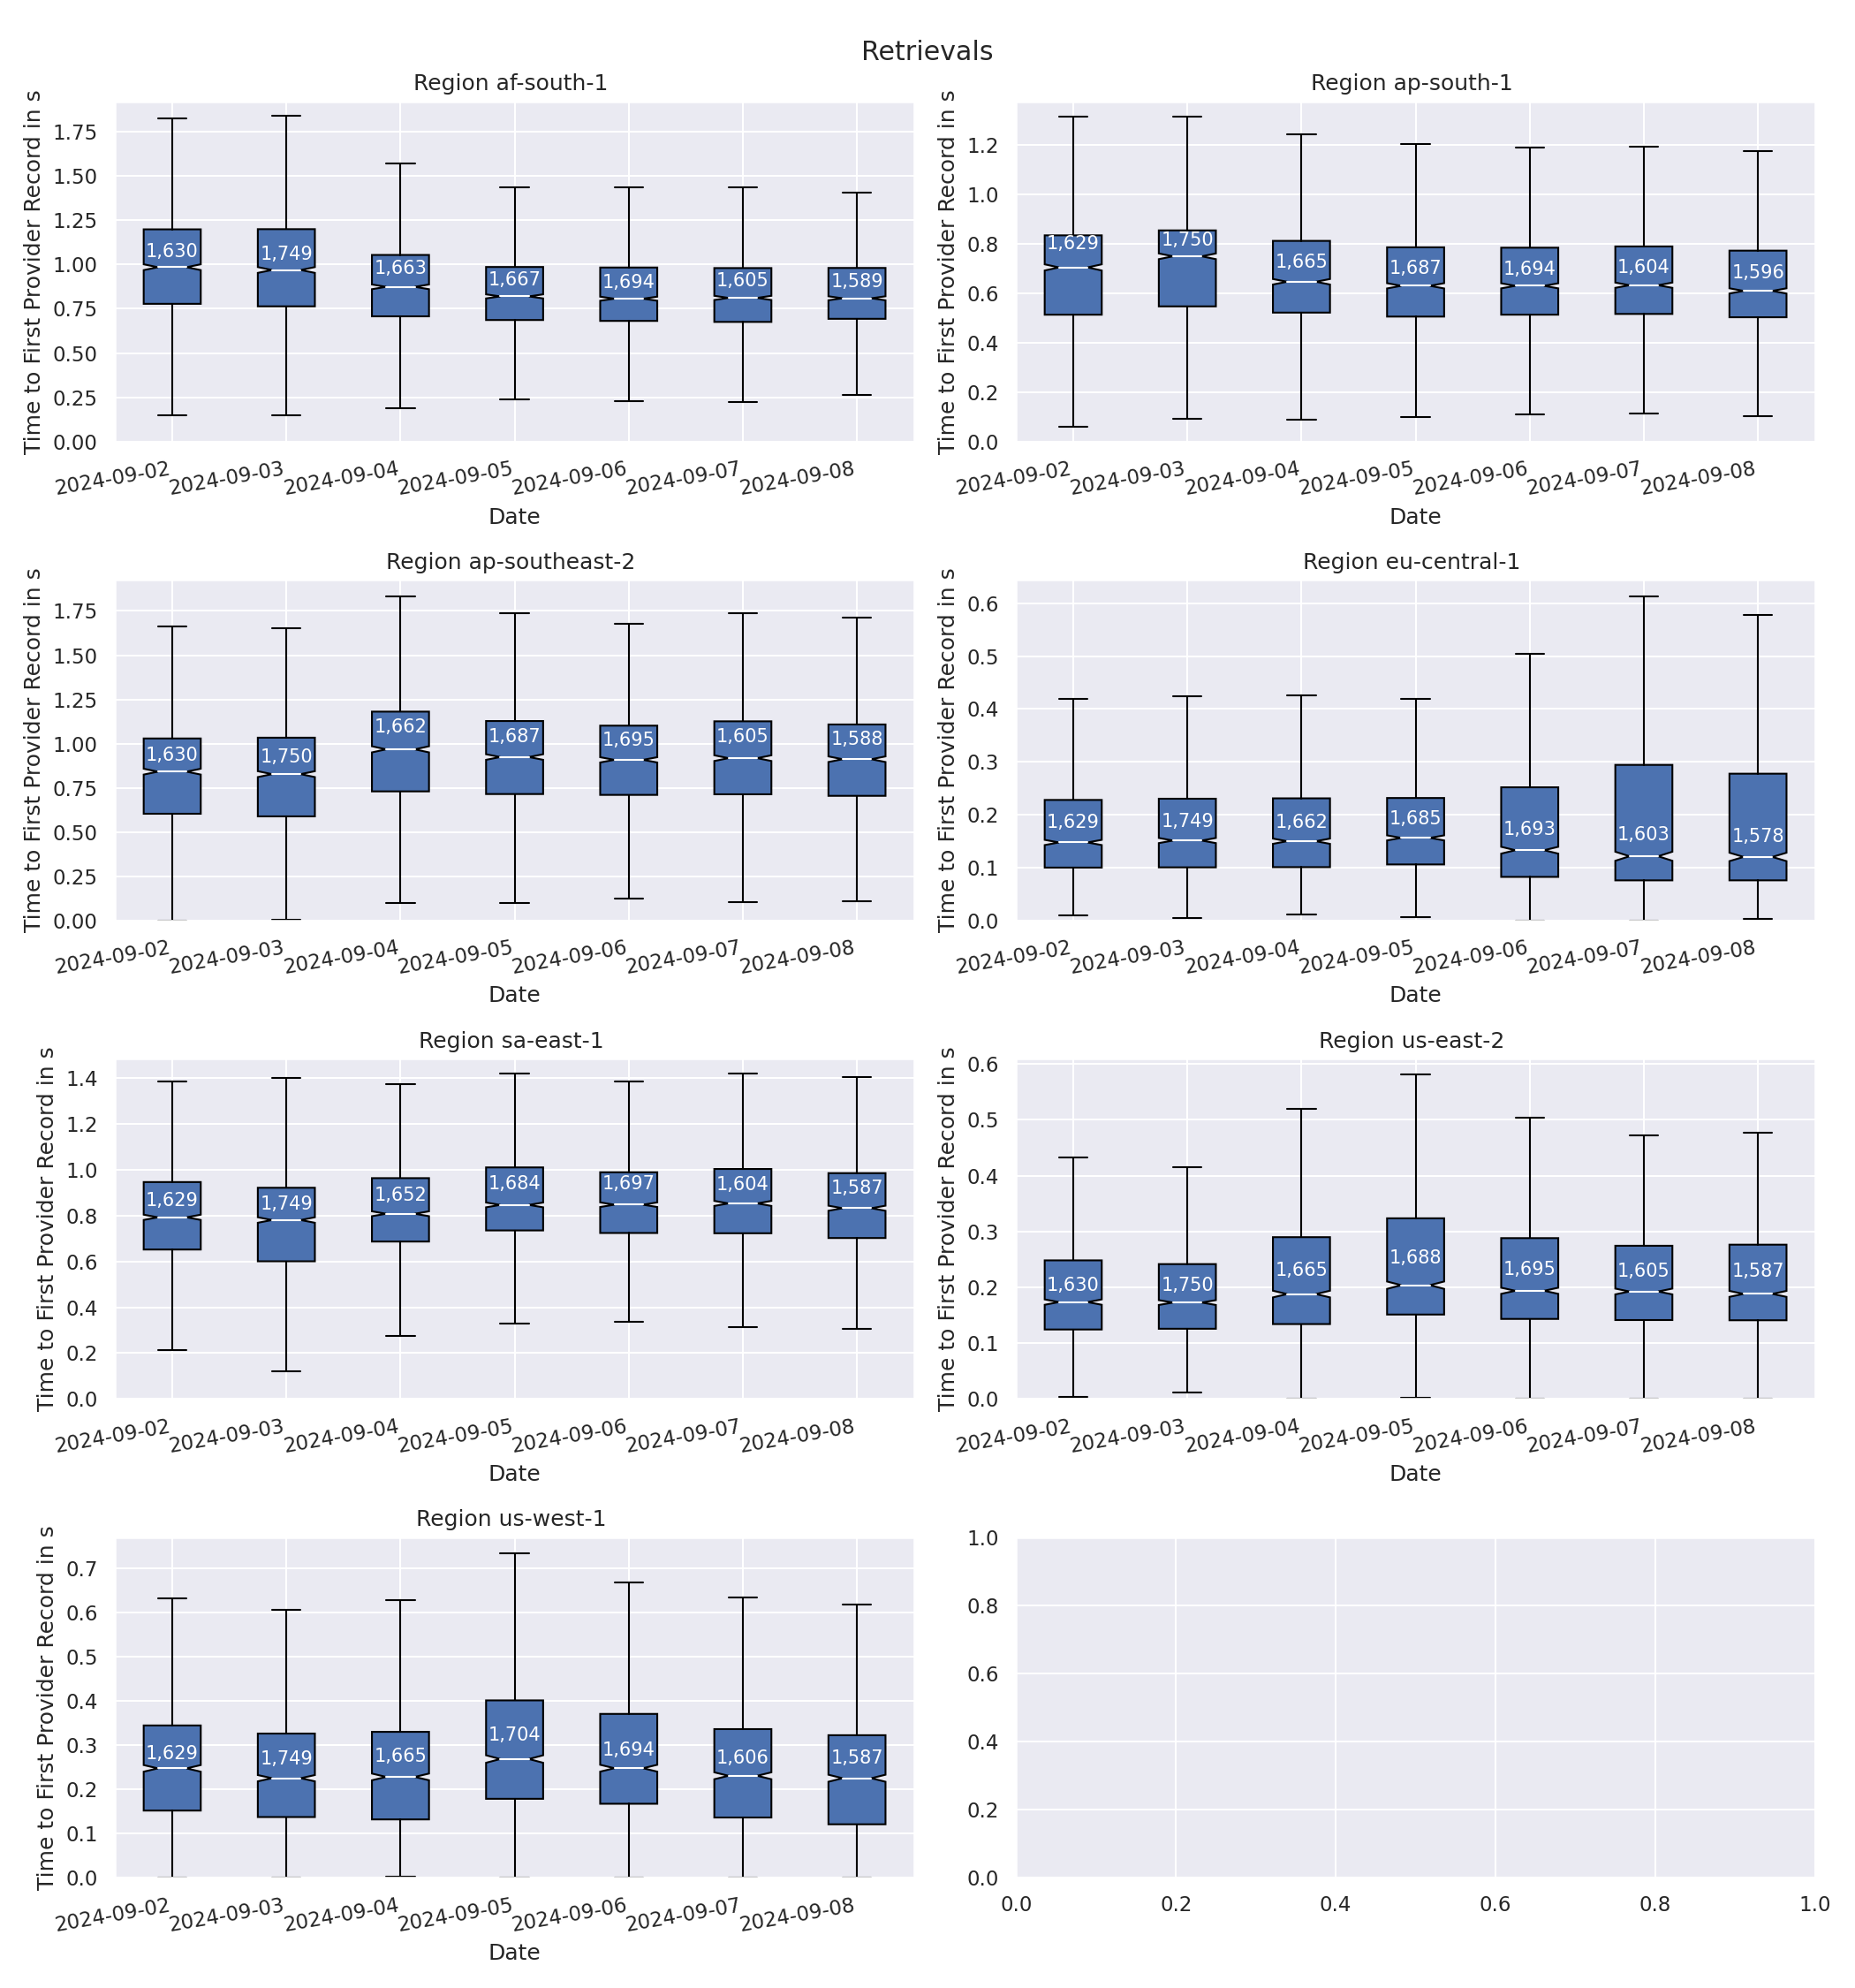 Retrievals
Region af-south-1
Time to First Provider Record in s
1.75
1.50
1.25
1.00
0.75
0.50
0.25
0.00
1,630 1,749 1,663 1,667 1,694 1,605 1,589
2024-09-02 2024-09-03 2024-09-04 2024-09-05 2024-09-06 2024-09-07 2024-09-08
Date
Region ap-south-1
Time to First Provider Record in s
1.2
1.0
0.8
0.6
0.4
0.2
0.0
1,629 1,750 1,665 1,687 1,694 1,604 1,596
2024-09-02 2024-09-03 2024-09-04 2024-09-05 2024-09-06 2024-09-07 2024-09-08
Date
Region ap-southeast-2
Time to First Provider Record in s
1.75
1.50
1.25
1.00
0.75
0.50
0.25
0.00
1,630 1,750 1,662 1,687 1,695 1,605 1,588
2024-09-02 2024-09-03 2024-09-04 2024-09-05 2024-09-06 2024-09-07 2024-09-08
Date
Region eu-central-1
Time to First Provider Record in s
0.6
0.5
0.4
0.3
0.2
0.1
0.0
1,629 1,749 1,662 1,685 1,693 1,603 1,578
2024-09-02 2024-09-03 2024-09-04 2024-09-05 2024-09-06 2024-09-07 2024-09-08
Date
Region sa-east-1
Time to First Provider Record in s
1.4
1.2
1.0
0.8
0.6
0.4
0.2
0.0
1,629 1,749 1,652 1,684 1,697 1,604 1,587
2024-09-02 2024-09-03 2024-09-04 2024-09-05 2024-09-06 2024-09-07 2024-09-08
Date
Region us-east-2
Time to First Provider Record in s
0.6
0.5
0.4
0.3
0.2
0.1
0.0
1,630 1,750 1,665 1,688 1,695 1,605 1,587
2024-09-02 2024-09-03 2024-09-04 2024-09-05 2024-09-06 2024-09-07 2024-09-08
Date
Region us-west-1
Time to First Provider Record in s
0.7
0.6
0.5
0.4
0.3
0.2
0.1
0.0
1,629 1,749 1,665 1,704 1,694 1,606 1,587
2024-09-02 2024-09-03 2024-09-04 2024-09-05 2024-09-06 2024-09-07 2024-09-08
Date
1.0
0.8
0.6
0.4
0.2
0.0
0.0 0.2 0.4 0.6 0.8 1.0